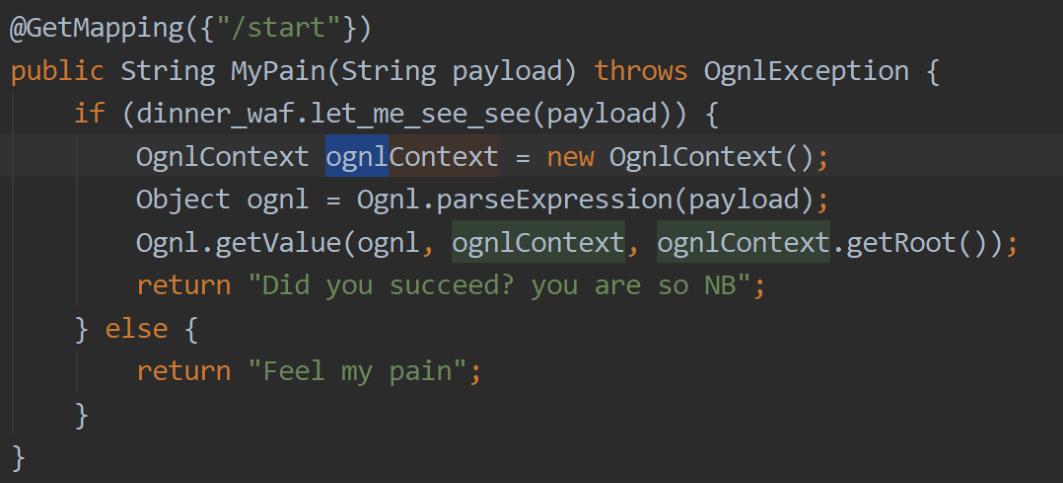 @GetMapping({"/start"})
public String MyPain(String payload) throws OgnlException {
if (dinner_waf.let_me_see_see(payload)) {
OgnlContext ognlContext = new OgnlContext();
Object ognl = Ognl.parseExpression(payload);
Ognl.getValue(ognl, ognlContext, ognlContext.getRoot());
return "Did you succeed? you are so NB";
} else {
return "Feel my pain";
}
}